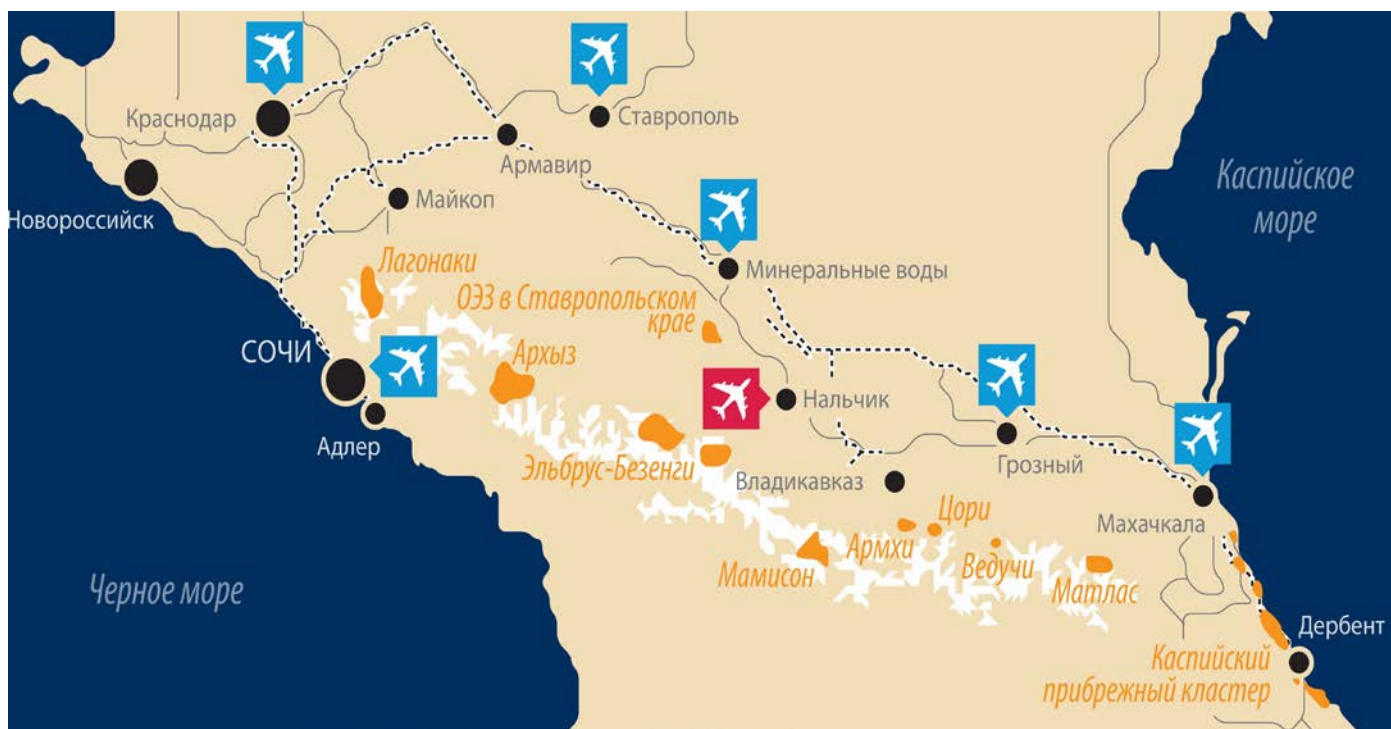 Краснодар
Ставрополь
Армавир
Новороссийск
Майкоп
Каспийское
море
Минеральные воды
Лагонаки
ОЭЗ в Ставропольском
крае
СОЧИ
Архыз
Нальчик
Адлер
Эльбрус-Безенги
Грозный
Владикавказ
Махачкала
Цори
Армхи
Мамисон
Ведучи
Матлас
Черное море
Дербент
Каспийский
прибрежный кластер